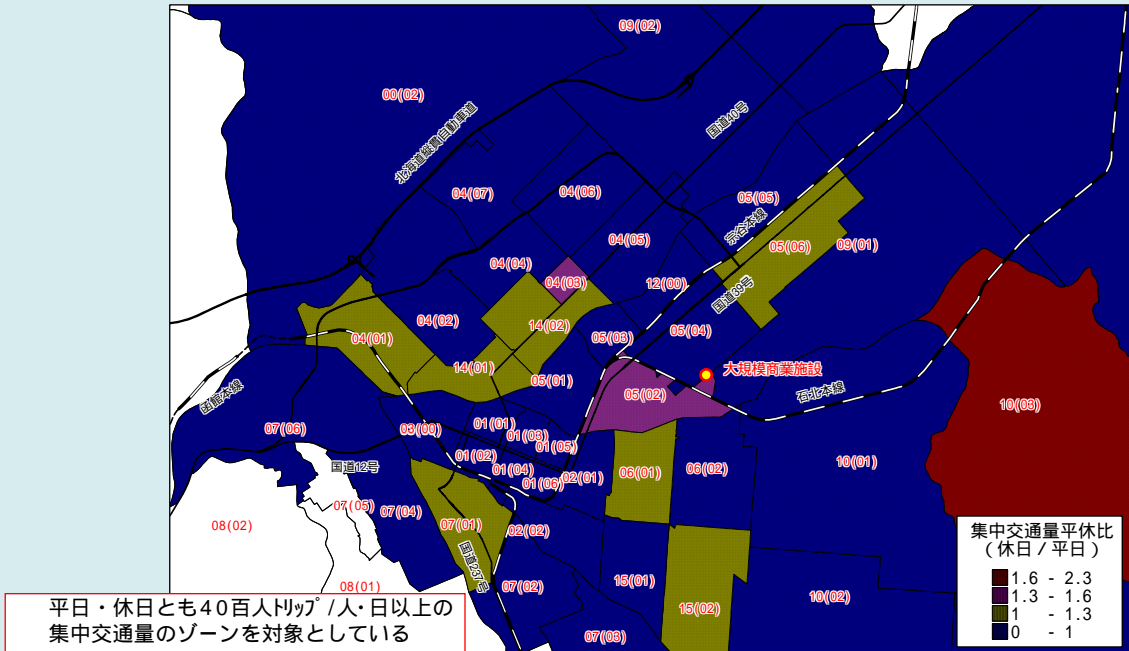 09(02)
00(02)
国道40号
北海道縦貫自動車道
04(07)
04(06)
05(05)
宗谷本線
04(05)
05(06)
09(01)
04(04)
04(03)
12(00)
国道39号
04(02)
14(02)
05(03)
05(04)
04(01)
14(01)
05(01)
大規模商業施設
05(02)
石北本線
函館本線
10(03)
07(06)
03(00)
01(01)
01(03)
01(05)
01(02)
01(04)
01(06)
02(01)
06(01)
06(02)
10(01)
国道12号
07(05)
07(04)
08(02)
07(01)
02(02)
国道237号
08(01)
07(02)
15(01)
15(02)
10(02)
07(03)
平日・休日とも40百人トリップ/人・日以上の
集中交通量のゾーンを対象としている
集中交通量平休比
(休日/平日)
1.6 - 2.3
1.3 - 1.6
1 - 1.3
0 - 1